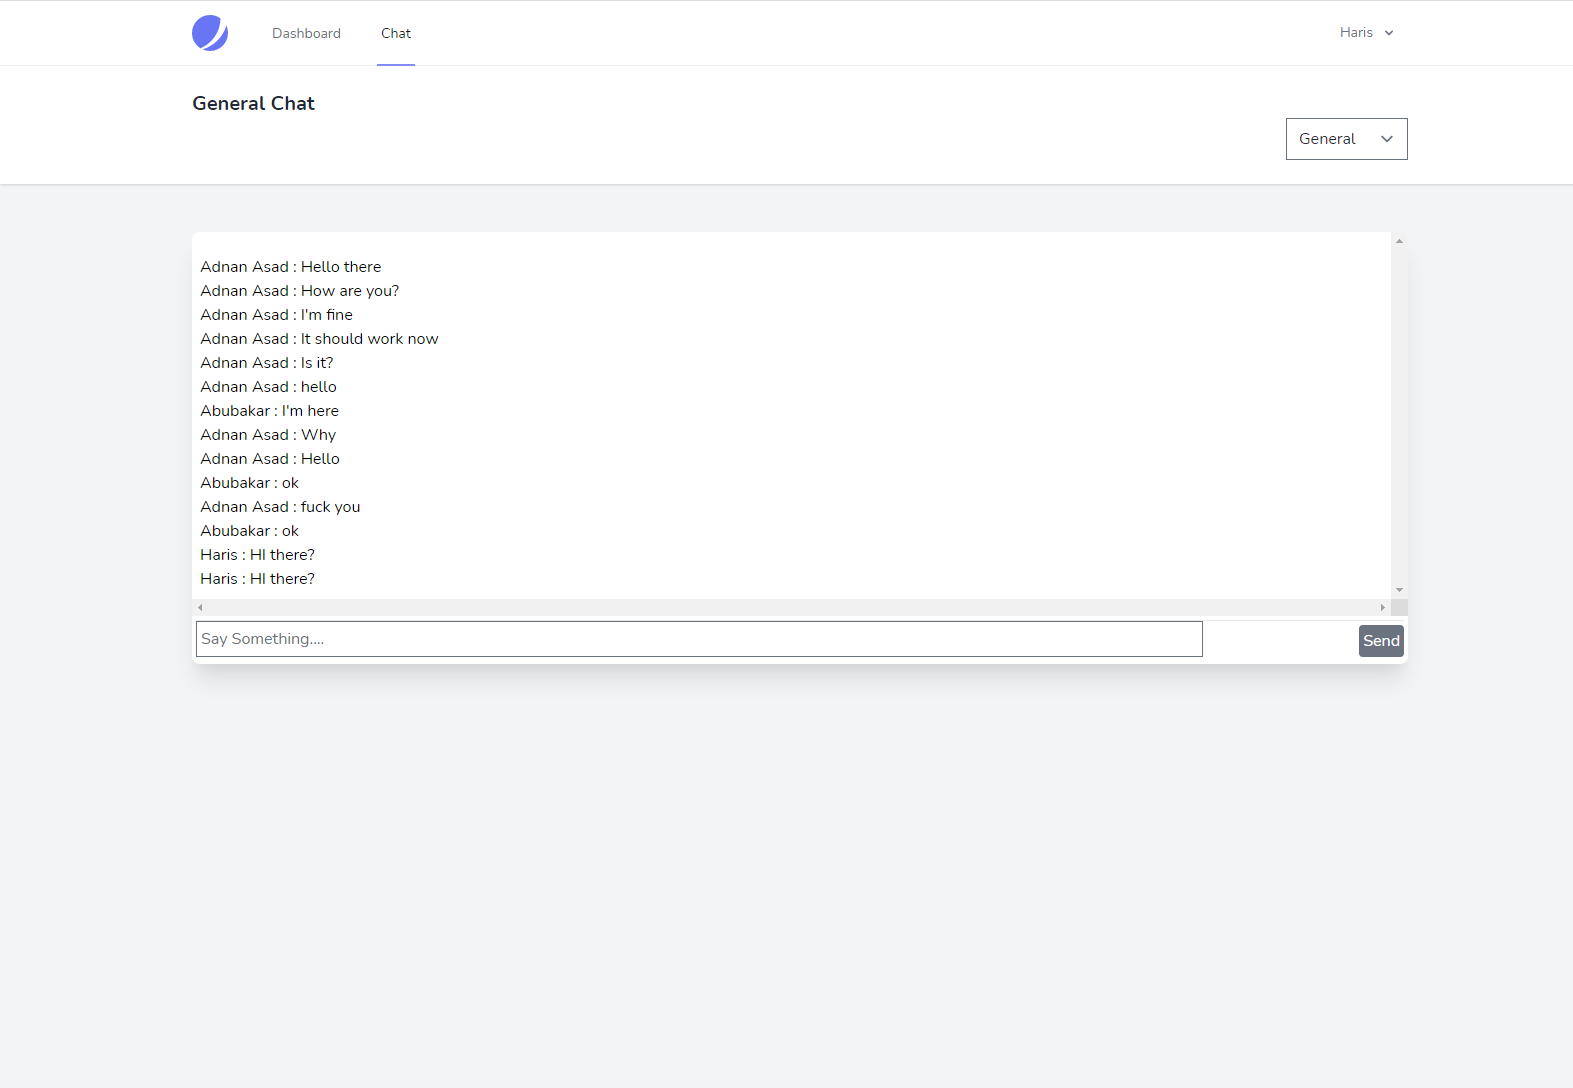 Dashboard Chat Haris
General Chat
General
Adnan Asad : Hello there
Adnan Asad : How are you?
Adnan Asad : I'm fine
Adnan Asad : It should work now
Adnan Asad : Is it?
Adnan Asad : hello
Abubakar : I'm here
Adnan Asad : Why
Adnan Asad : Hello
Abubakar : ok
Adnan Asad : fuck you
Abubakar : ok
Haris : HI there?
Haris : HI there?
Say Something.... Send